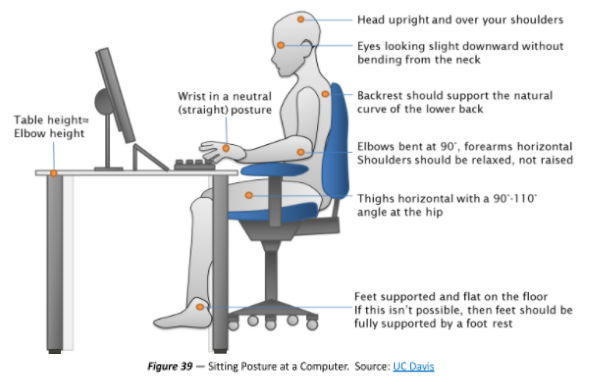 Head upright and over your shoulders
Eyes looking slight downward without
bending from the neck
Wrist in a neutral
(straight) posture
Backrest should support the natural
curve of the lower back
Table height≈
Elbow height
Elbows bent at 90°, forearms horizontal
Shoulders should be relaxed, not raised
Thighs horizontal with a 90°-110°
angle at the hip
Feet supported and flat on the floor
If this isn't possible, then feet should be
fully supported by a foot rest
Figure 39 — Sitting Posture at a Computer. Source: UC Davis